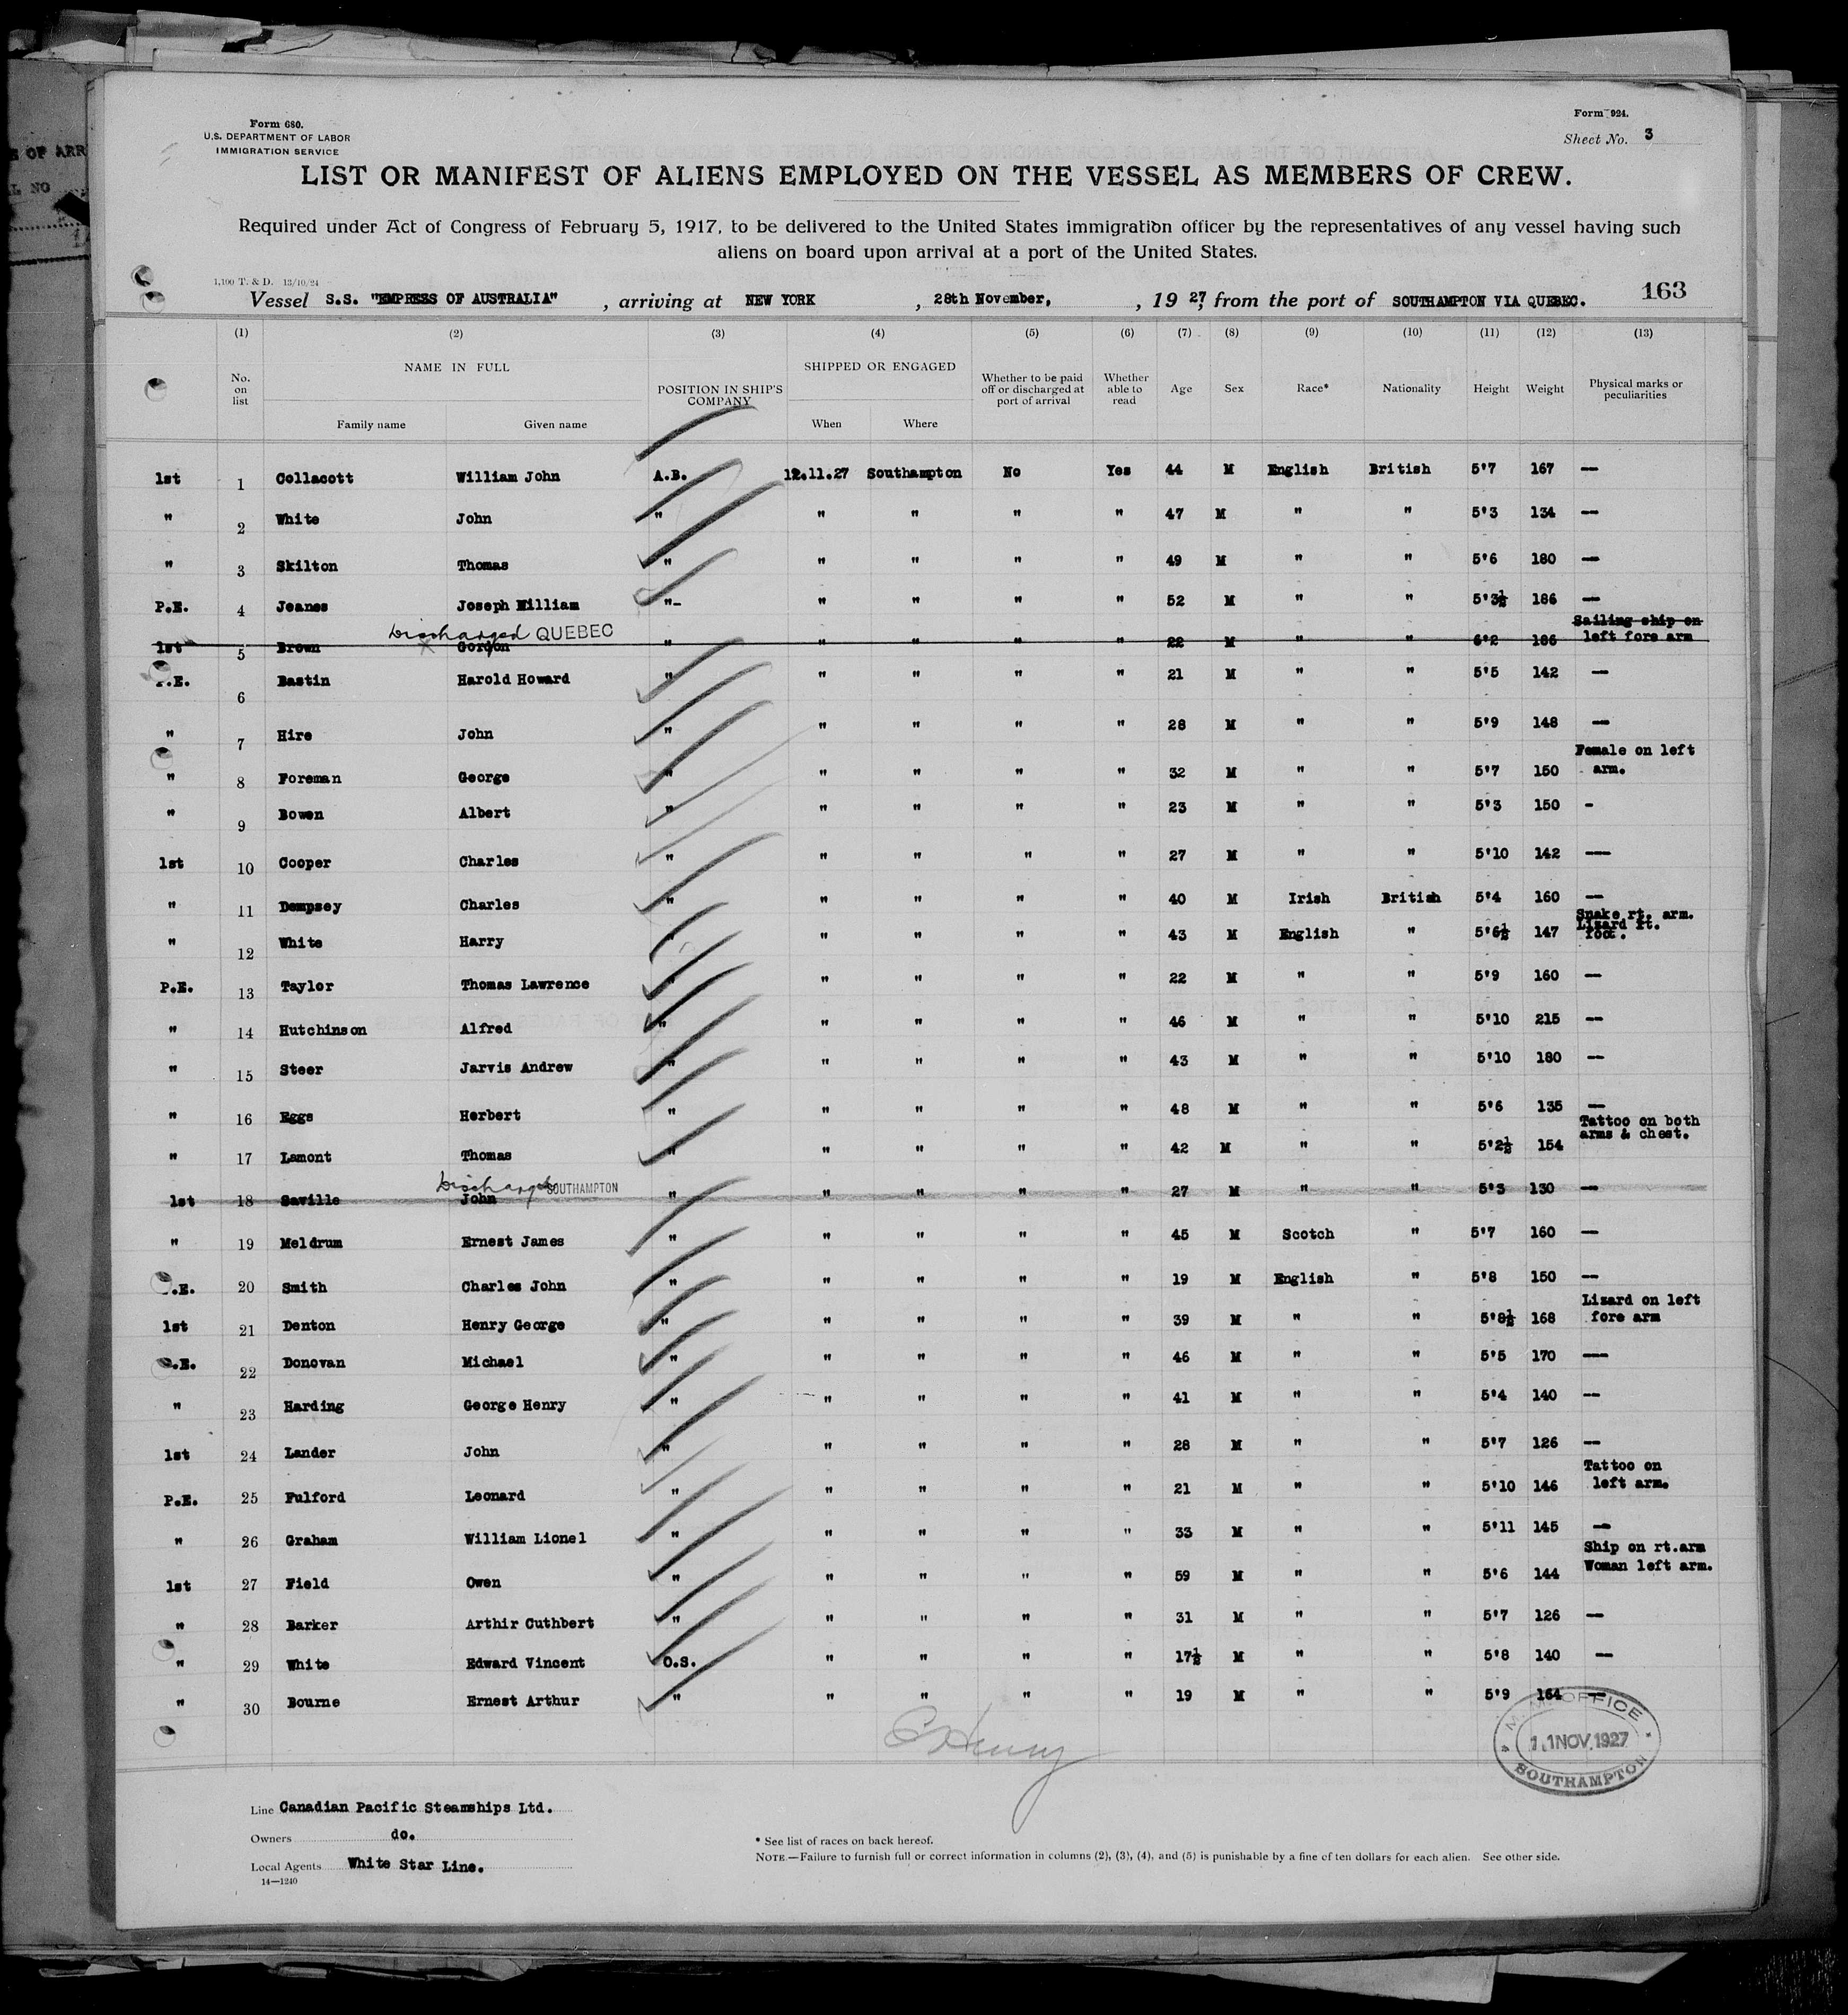 Form 680.
U.S. DEPARTMENT OF LABOR
IMMIGRATION SERVICE
Form 924.
Sheet No. 3
LIST OR MANIFEST OF ALIENS EMPLOYED ON THE VESSEL AS MEMBERS OF CREW.
Required under Act of Congress of February 5, 1917, to be delivered to the United States immigration officer by the representatives of any vessel having such
aliens on board upon arrival at a port of the United States.
1,100 T. & D. 13/10/24
Vessel S.S. "EMPRESS OF AUSTRALIA" , arriving at NEW YORK , 28th November, , 19 27, from the port of SOUTHAMPTON VIA QUEBEC. 163
(1) (2) (3) (4) (5) (6) (7) (8) (9) (10) (11) (12) (13)
No. on list NAME IN FULL Family name Given name POSITION IN SHIP'S COMPANY SHIPPED OR ENGAGED When Where Whether to be paid off or discharged at port of arrival Whether able to read Age Sex Race* Nationality Height Weight Physical marks or peculiarities
1st 1 Collacott William John A.B. 12.11.27 Southampton No Yes 44 M English British 5'7 167 —
" 2 White John " " " " " 47 M " " 5'3 134 —
" 3 Skilton Thomas " " " " " 49 M " " 5'6 180 —
P.E. 4 Jeanes Joseph William "- " " " " 52 M " " 5'3½ 186 —
Discharged QUEBEC
1st 5 Brown Gordon " " " " " 22 M " " 6'2 186 Sailing ship on left fore arm
P.E. 6 Bastin Harold Howard " " " " " 21 M " " 5'5 142 —
" 7 Hire John " " " " " 28 M " " 5'9 148 —
" 8 Foreman George " " " " " 32 M " " 5'7 150 Female on left arm.
" 9 Bowen Albert " " " " " 23 M " " 5'3 150 -
1st 10 Cooper Charles " " " " " 27 M " " 5'10 142 —
" 11 Dempsey Charles " " " " " 40 M Irish British 5'4 160 —
" 12 White Harry " " " " 43 M English " 5'6½ 147 Snake rt. arm. Lizard rt. foot.
P.E. 13 Taylor Thomas Lawrence " " " " " 22 M " " 5'9 160 —
" 14 Hutchinson Alfred " " " " " 46 M " " 5'10 215 —
" 15 Steer Jarvis Andrew " " " " " 43 M " " 5'10 180 —
" 16 Eggs Herbert " " " " " 48 M " " 5'6 135 —
" 17 Lamont Thomas " " " " " 42 M " " 5'2½ 154 Tattoo on both arms & chest.
Discharged SOUTHAMPTON
1st 18 Saville John " " " " " 27 M " " 5'3 130 —
" 19 Meldrum Ernest James " " " " " 45 M Scotch " 5'7 160 —
.E. 20 Smith Charles John " " " " " 19 M English " 5'8 150 —
1st 21 Denton Henry George " " " " " 39 M " " 5'8½ 168 Lizard on left fore arm
.E. 22 Donovan Michael " " " " " 46 M " " 5'5 170 —
" 23 Harding George Henry " " " " " 41 M " " 5'4 140 —
1st 24 Lander John " " " " " 28 M " " 5'7 126 —
P.E. 25 Fulford Leonard " " " " " 21 M " " 5'10 146 Tattoo on left arm.
" 26 Graham William Lionel " " " " " 33 M " " 5'11 145 —
1st 27 Field Owen " " " " " 59 M " " 5'6 144 Ship on rt.arm Woman left arm.
" 28 Barker Arthir Cuthbert " " " " " 31 M " " 5'7 126 —
" 29 White Edward Vincent O.S. " " " " 17½ M " " 5'8 140 —
" 30 Bourne Ernest Arthur " " " " " 19 M " " 5'9 164 —
OFFICE
11 NOV. 1927
SOUTHAMPTON
Line Canadian Pacific Steamships Ltd.
Owners do.
Local Agents White Star Line.
14—1240
* See list of races on back hereof.
NOTE.—Failure to furnish full or correct information in columns (2), (3), (4), and (5) is punishable by a fine of ten dollars for each alien. See other side.